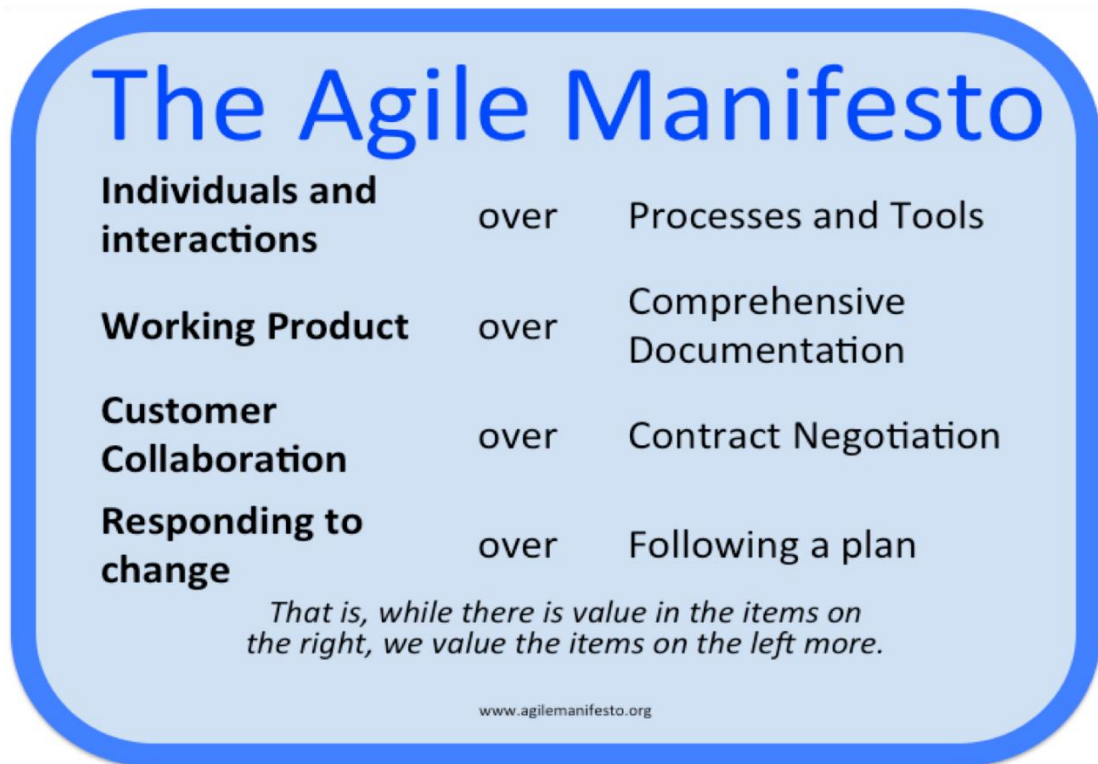 The Agile Manifesto
Individuals and
interactions
over
Processes and Tools
Working Product
over
Comprehensive
Documentation
Customer
Collaboration
over
Contract Negotiation
Responding to
change
over
Following a plan
That is, while there is value in the items on
the right, we value the items on the left more.
www.agilemanifesto.org